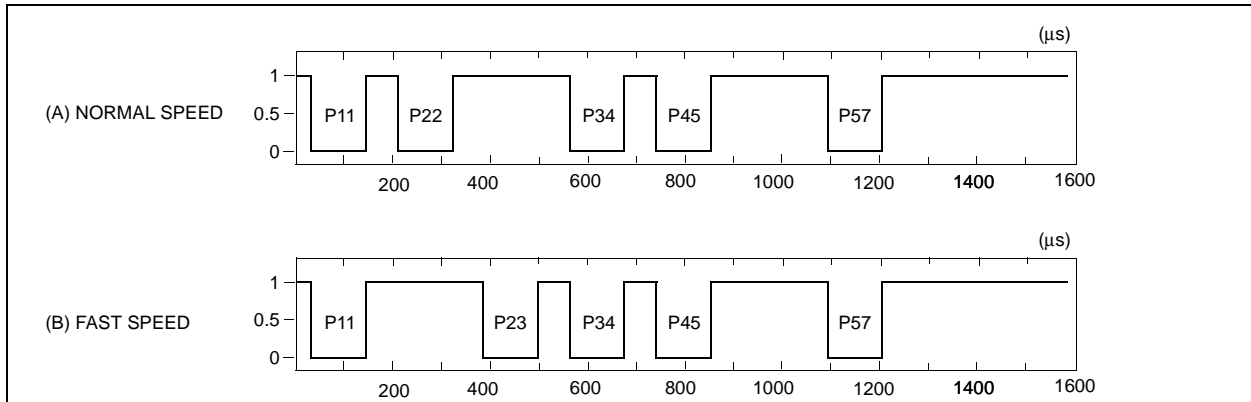 (µs)
(A) NORMAL SPEED
1
0.5
0
P11 P22 P34 P45 P57
200 400 600 800 1000 1200 1400 1600
(µs)
(B) FAST SPEED
1
0.5
0
P11 P23 P34 P45 P57
200 400 600 800 1000 1200 1400 1600